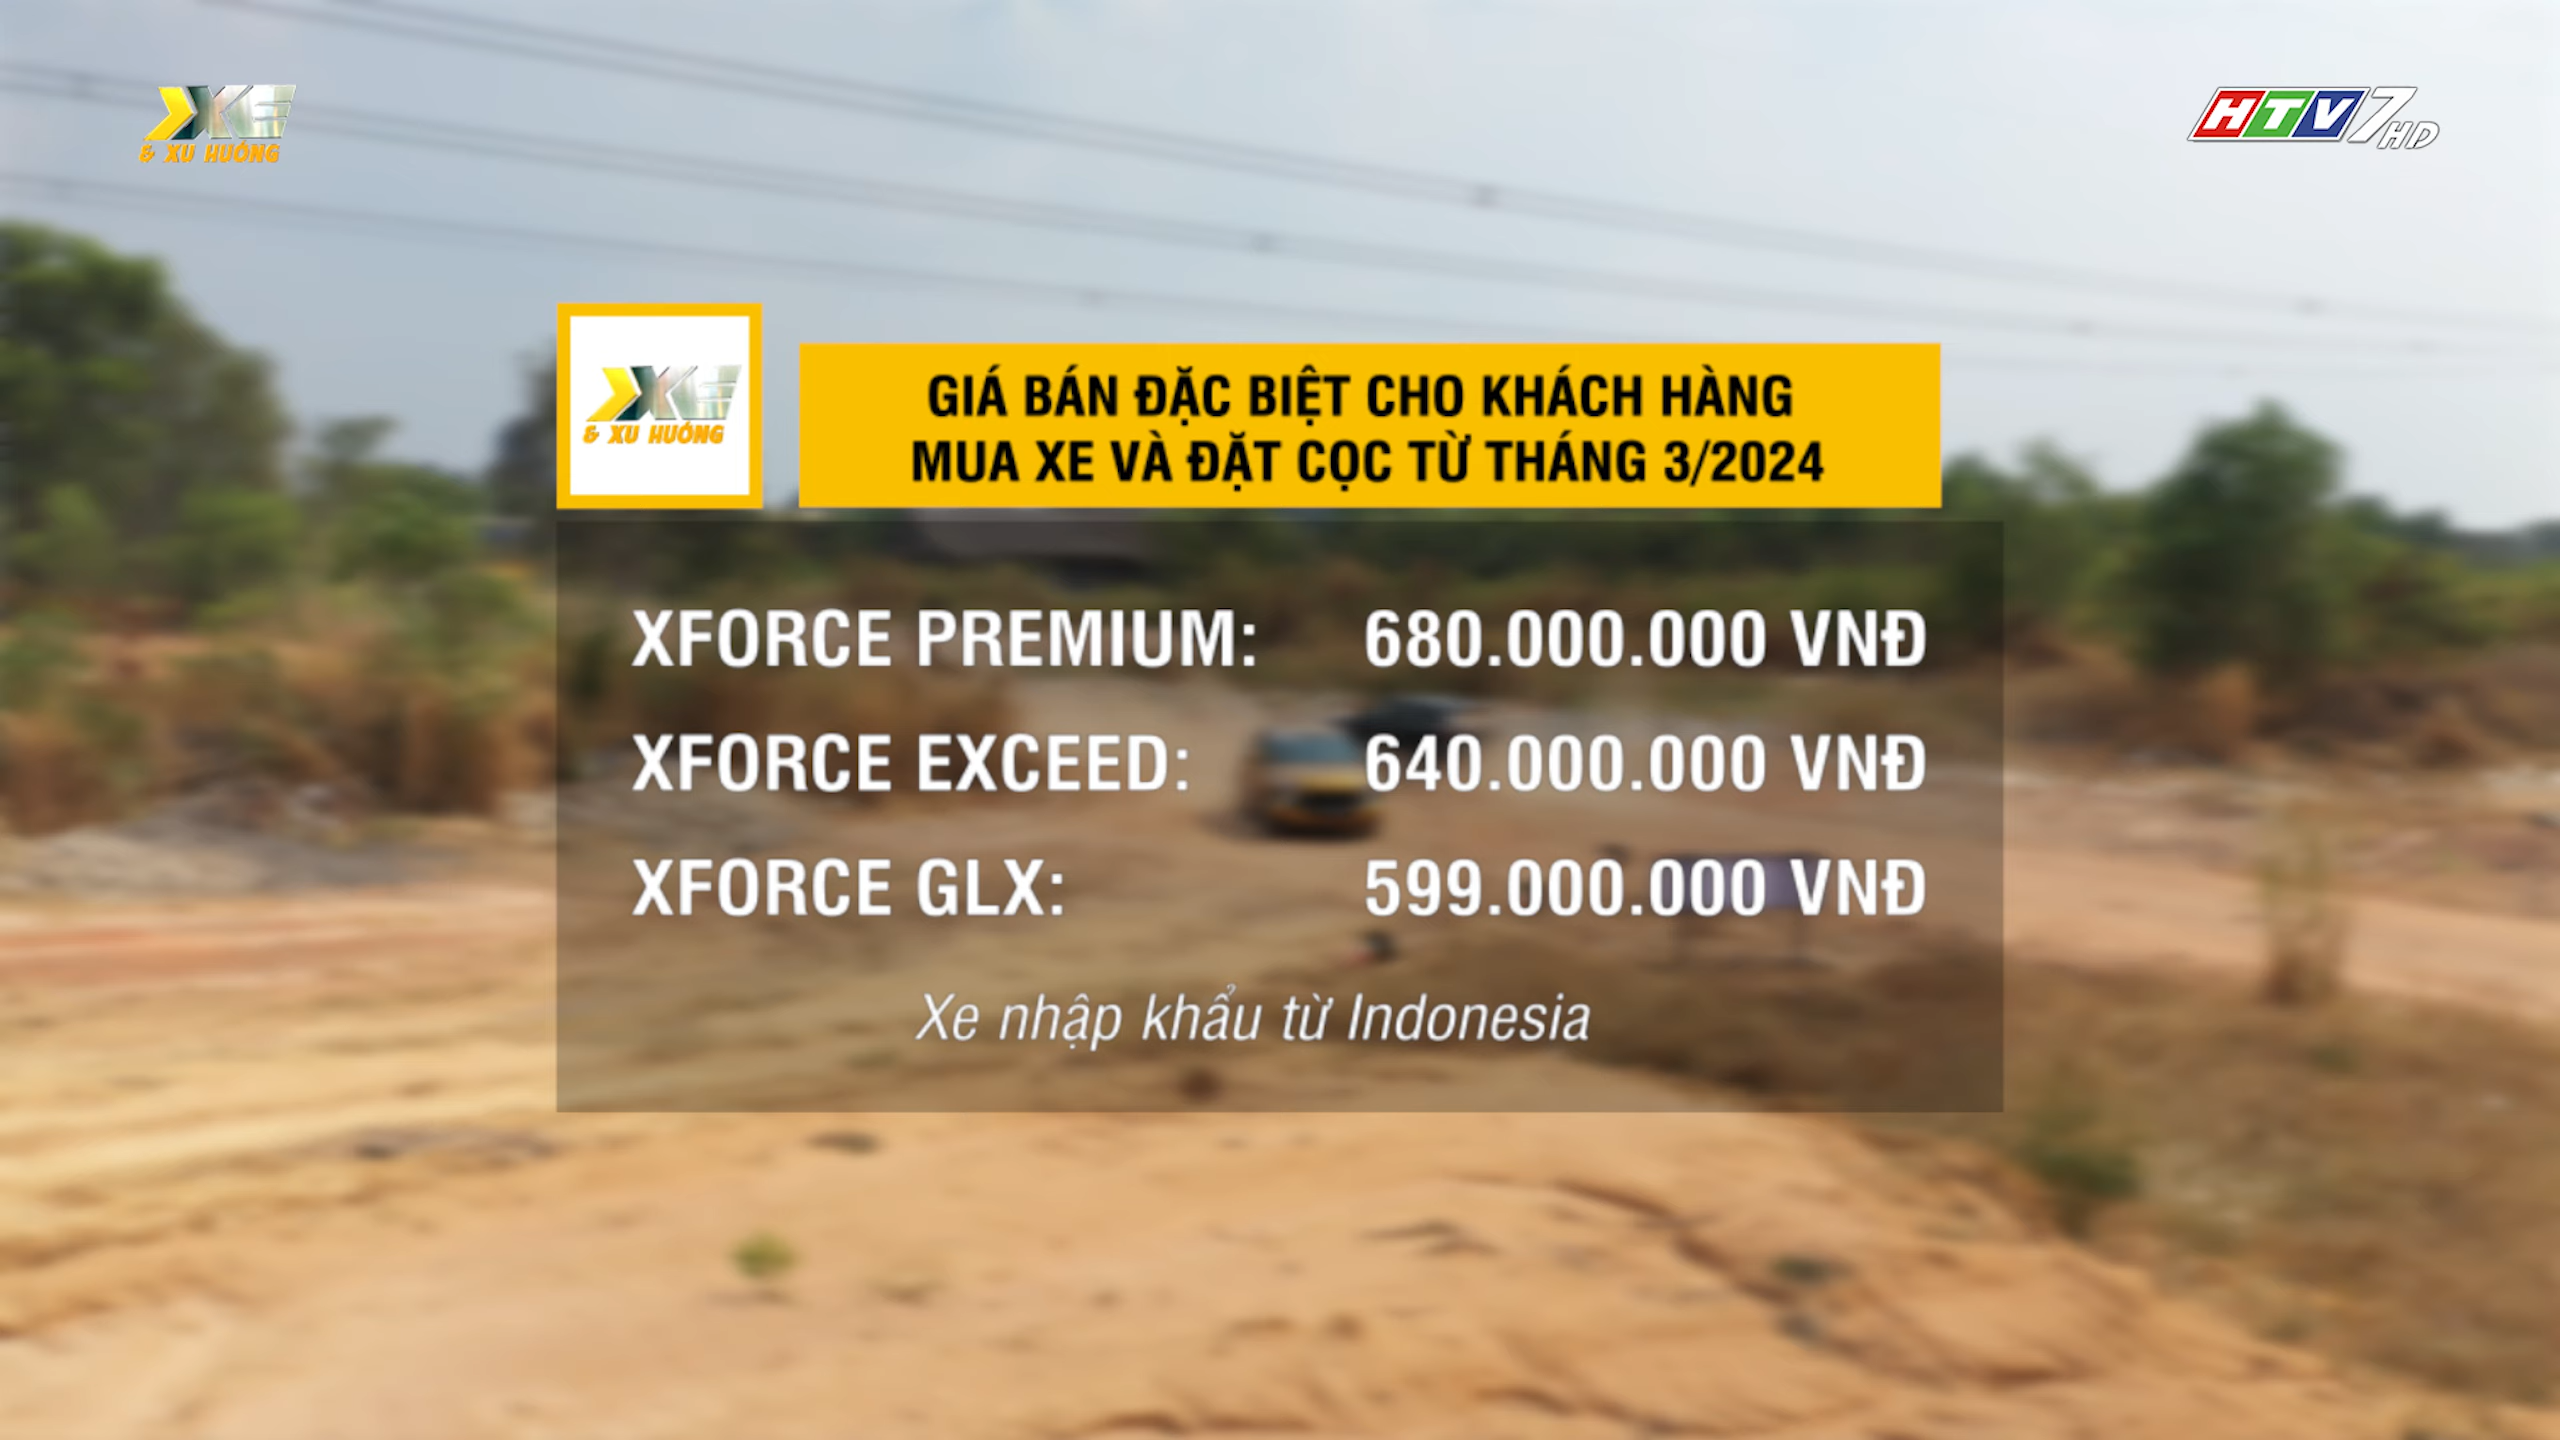 XE
& XU HƯỚNG
HTV7 HD
XE
& XU HƯỚNG
GIÁ BÁN ĐẶC BIỆT CHO KHÁCH HÀNG
MUA XE VÀ ĐẶT CỌC TỪ THÁNG 3/2024
XFORCE PREMIUM: 680.000.000 VNĐ
XFORCE EXCEED: 640.000.000 VNĐ
XFORCE GLX: 599.000.000 VNĐ
Xe nhập khẩu từ Indonesia